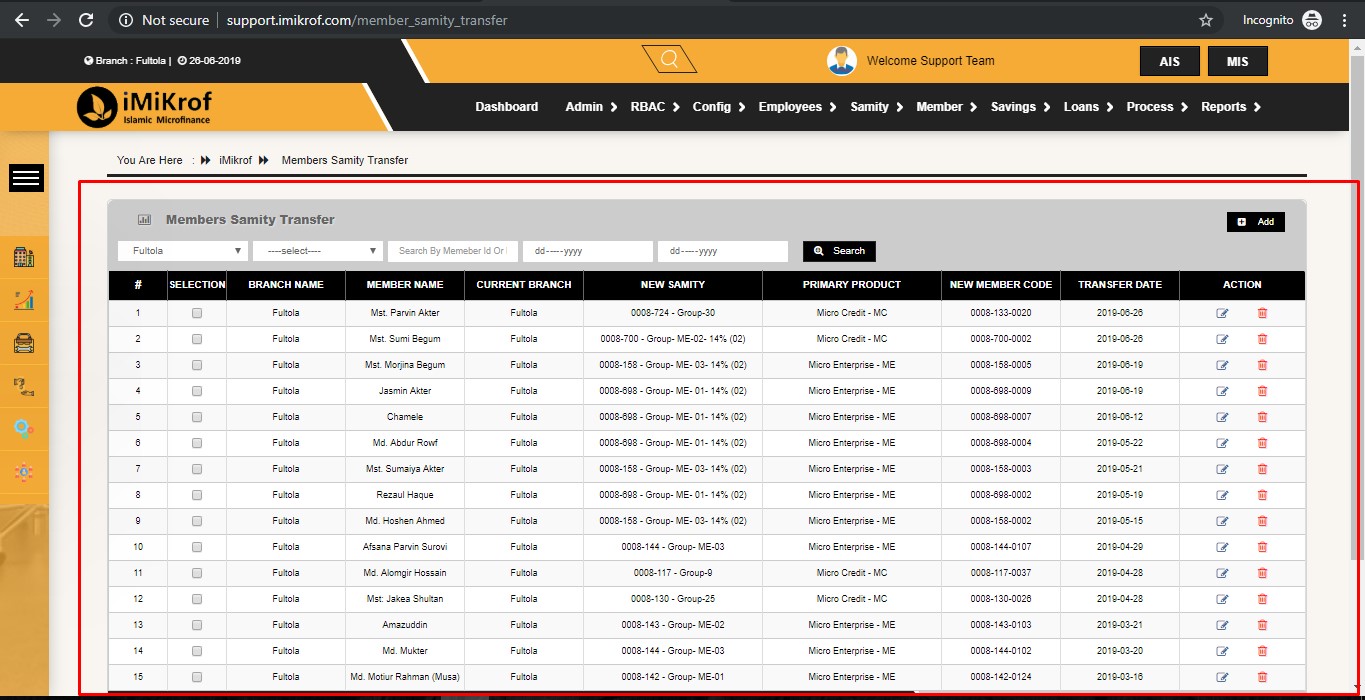 Not secure support.imikrof.com/member_samity_transfer Incognito
Branch : Fultola | 26-06-2019 Welcome Support Team AIS MIS
iMiKrof
Islamic Microfinance
Dashboard Admin RBAC Config Employees Samity Member Savings Loans Process Reports
You Are Here : iMikrof Members Samity Transfer
Members Samity Transfer Add
Fultola ----select---- Search By Memeber Id Or dd-----yyyy dd-----yyyy Search
# SELECTION BRANCH NAME MEMBER NAME CURRENT BRANCH NEW SAMITY PRIMARY PRODUCT NEW MEMBER CODE TRANSFER DATE ACTION
1 Fultola Mst. Parvin Akter Fultola 0008-724 - Group-30 Micro Credit - MC 0008-133-0020 2019-06-26
2 Fultola Mst. Sumi Begum Fultola 0008-700 - Group- ME-02- 14% (02) Micro Credit - MC 0008-700-0002 2019-06-26
3 Fultola Mst. Morjina Begum Fultola 0008-158 - Group- ME- 03- 14% (02) Micro Enterprise - ME 0008-158-0005 2019-06-19
4 Fultola Jasmin Akter Fultola 0008-698 - Group- ME- 01- 14% (02) Micro Enterprise - ME 0008-698-0009 2019-06-19
5 Fultola Chamele Fultola 0008-698 - Group- ME- 01- 14% (02) Micro Enterprise - ME 0008-698-0007 2019-06-12
6 Fultola Md. Abdur Rowf Fultola 0008-698 - Group- ME- 01- 14% (02) Micro Enterprise - ME 0008-698-0004 2019-05-22
7 Fultola Mst. Sumaiya Akter Fultola 0008-158 - Group- ME- 03- 14% (02) Micro Enterprise - ME 0008-158-0003 2019-05-21
8 Fultola Rezaul Haque Fultola 0008-698 - Group- ME- 01- 14% (02) Micro Enterprise - ME 0008-698-0002 2019-05-19
9 Fultola Md. Hoshen Ahmed Fultola 0008-158 - Group- ME- 03- 14% (02) Micro Enterprise - ME 0008-158-0002 2019-05-15
10 Fultola Afsana Parvin Surovi Fultola 0008-144 - Group- ME-03 Micro Enterprise - ME 0008-144-0107 2019-04-29
11 Fultola Md. Alomgir Hossain Fultola 0008-117 - Group-9 Micro Credit - MC 0008-117-0037 2019-04-28
12 Fultola Mst: Jakea Shultan Fultola 0008-130 - Group-25 Micro Credit - MC 0008-130-0026 2019-04-28
13 Fultola Amazuddin Fultola 0008-143 - Group- ME-02 Micro Enterprise - ME 0008-143-0103 2019-03-21
14 Fultola Md. Mukter Fultola 0008-144 - Group- ME-03 Micro Enterprise - ME 0008-144-0102 2019-03-20
15 Fultola Md. Motiur Rahman (Musa) Fultola 0008-142 - Group- ME-01 Micro Enterprise - ME 0008-142-0124 2019-03-16